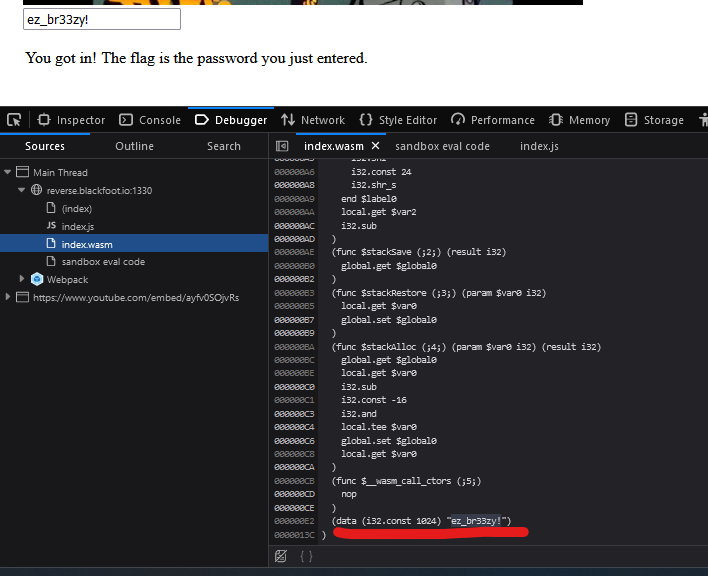 ez_br33zy!
You got in! The flag is the password you just entered.
Inspector Console Debugger Network Style Editor Performance Memory Storage
Sources Outline Search
index.wasm sandbox eval code index.js
Main Thread
reverse.blackfoot.io:1330
(index)
JS index.js
index.wasm
sandbox eval code
Webpack
https://www.youtube.com/embed/ayfv0SOjvRs
000000A6 i32.const 24
000000A8 i32.shr_s
000000A9 end $label0
000000AA local.get $var2
000000AC i32.sub
000000AD )
000000AE (func $stackSave (;2;) (result i32)
000000B0 global.get $global0
000000B2 )
000000B3 (func $stackRestore (;3;) (param $var0 i32)
000000B5 local.get $var0
000000B7 global.set $global0
000000B9 )
000000BA (func $stackAlloc (;4;) (param $var0 i32) (result i32)
000000BC global.get $global0
000000BE local.get $var0
000000C0 i32.sub
000000C1 i32.const -16
000000C3 i32.and
000000C4 local.tee $var0
000000C6 global.set $global0
000000C8 local.get $var0
000000CA )
000000CB (func $__wasm_call_ctors (;5;)
000000CD nop
000000CE )
000000E2 (data (i32.const 1024) "ez_br33zy!")
0000013C )
{ }